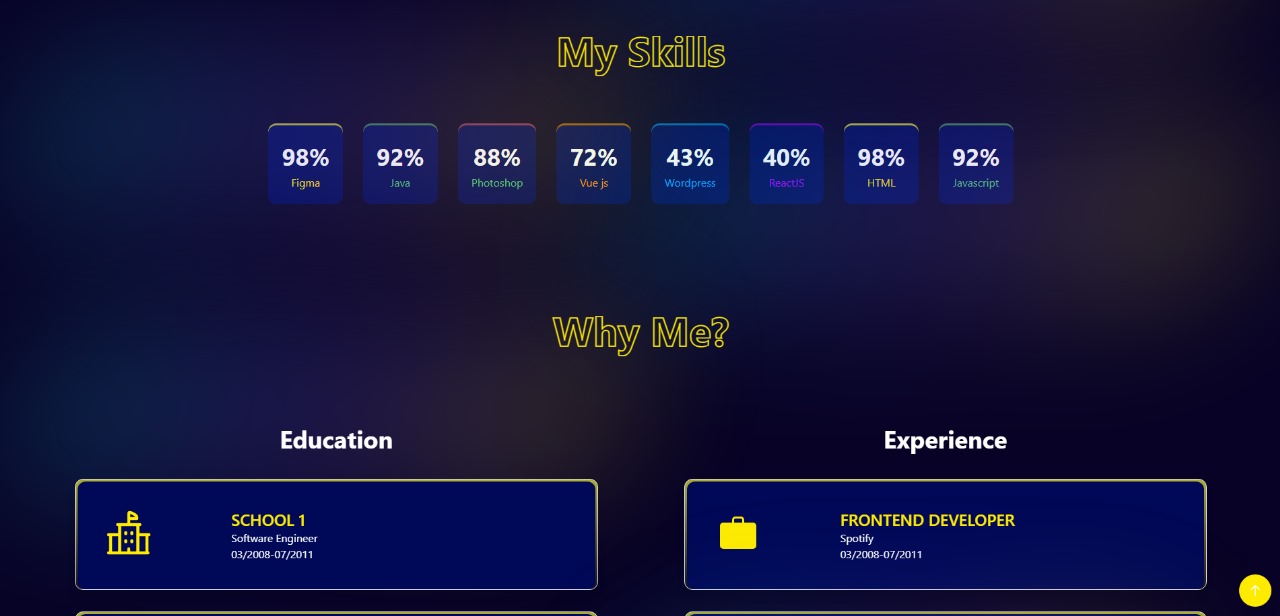 My Skills
98% 92% 88% 72% 43% 40% 98% 92%
Figma Java Photoshop Vue js Wordpress ReactJS HTML Javascript
Why Me?
Education
SCHOOL 1
Software Engineer
03/2008-07/2011
Experience
FRONTEND DEVELOPER
Spotify
03/2008-07/2011